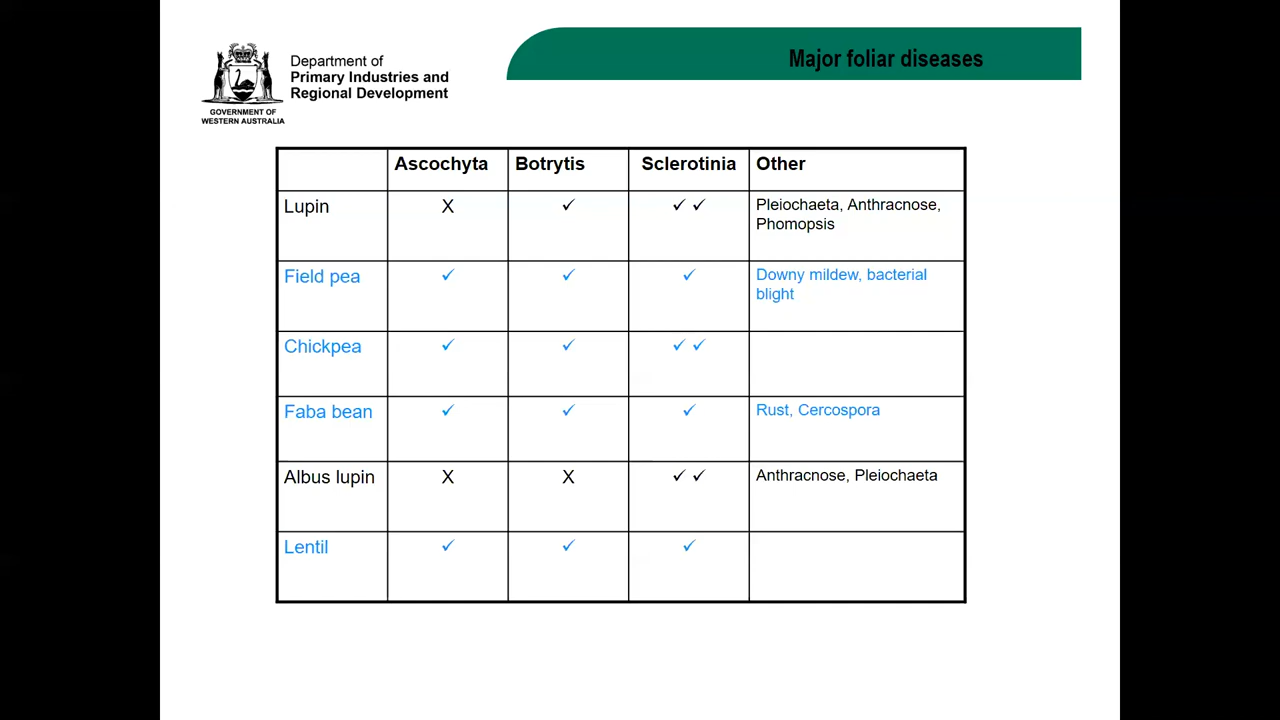 Department of
Primary Industries and
Regional Development
GOVERNMENT OF
WESTERN AUSTRALIA
Major foliar diseases
Ascochyta Botrytis Sclerotinia Other
Lupin X ✓ ✓✓ Pleiochaeta, Anthracnose,
Phomopsis
Field pea ✓ ✓ ✓ Downy mildew, bacterial
blight
Chickpea ✓ ✓ ✓✓
Faba bean ✓ ✓ ✓ Rust, Cercospora
Albus lupin X X ✓✓ Anthracnose, Pleiochaeta
Lentil ✓ ✓ ✓